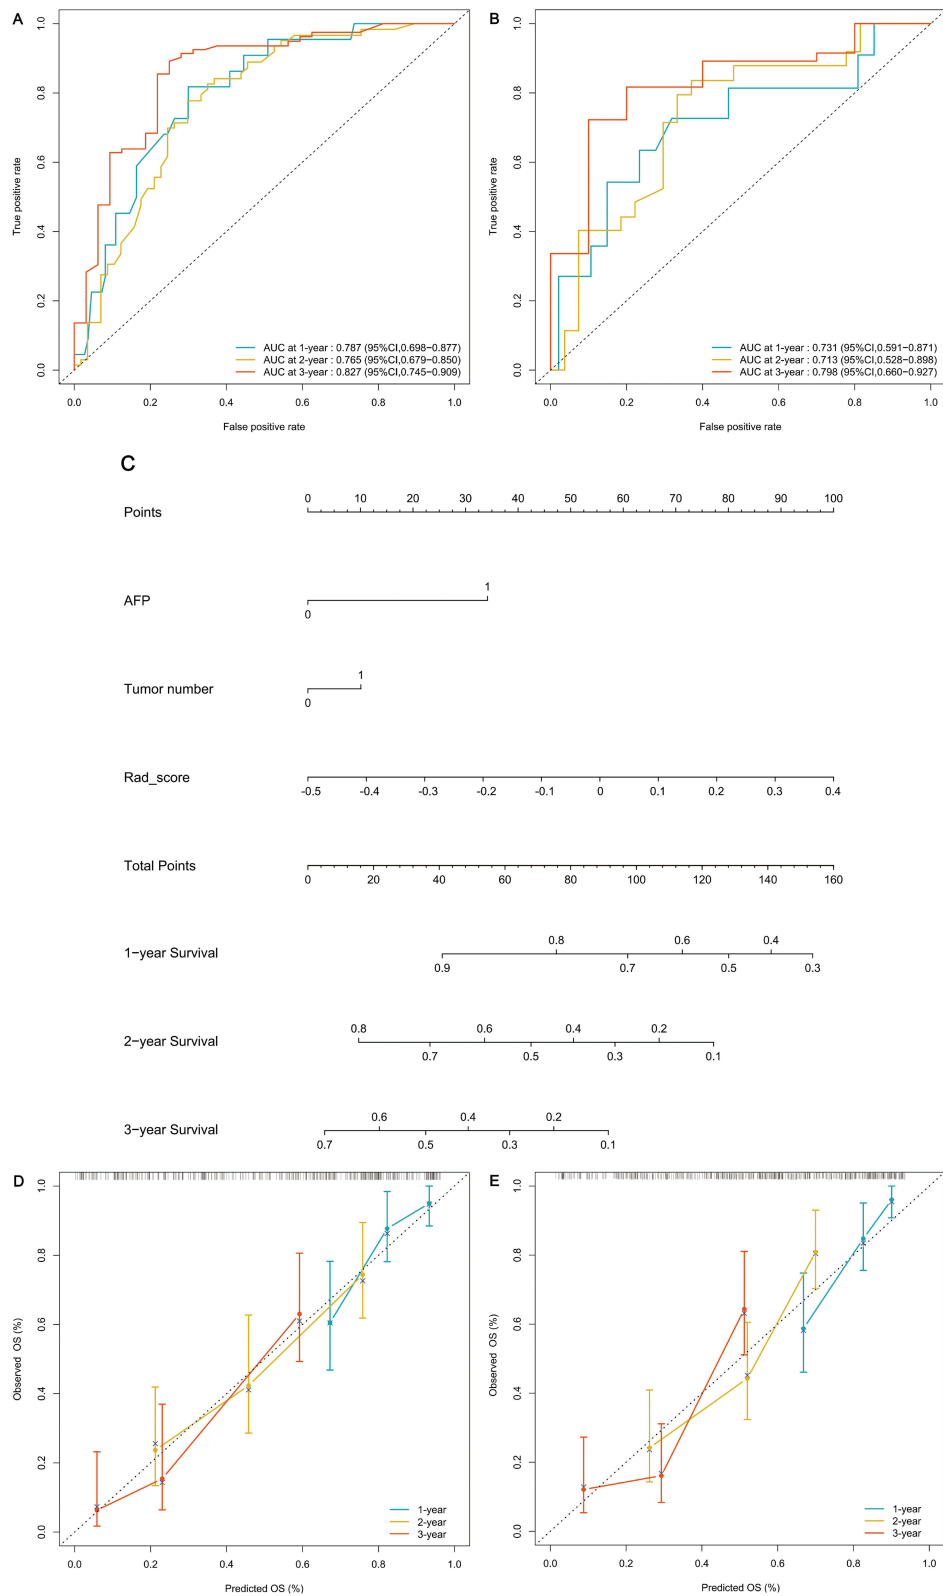 A
True positive rate
0.0 0.2 0.4 0.6 0.8 1.0
AUC at 1-year : 0.787 (95%CI,0.698−0.877)
AUC at 2-year : 0.765 (95%CI,0.679−0.850)
AUC at 3-year : 0.827 (95%CI,0.745−0.909)
0.0 0.2 0.4 0.6 0.8 1.0
False positive rate
B
True positive rate
0.0 0.2 0.4 0.6 0.8 1.0
AUC at 1-year : 0.731 (95%CI,0.591−0.871)
AUC at 2-year : 0.713 (95%CI,0.528−0.898)
AUC at 3-year : 0.798 (95%CI,0.660−0.927)
0.0 0.2 0.4 0.6 0.8 1.0
False positive rate
C
0 10 20 30 40 50 60 70 80 90 100
Points
1
AFP
0
1
Tumor number
0
Rad_score
-0.5 -0.4 -0.3 -0.2 -0.1 0 0.1 0.2 0.3 0.4
Total Points
0 20 40 60 80 100 120 140 160
0.8 0.6 0.4
1−year Survival
0.9 0.7 0.5 0.3
0.8 0.6 0.4 0.2
2−year Survival
0.7 0.5 0.3 0.1
0.6 0.4 0.2
3−year Survival
0.7 0.5 0.3 0.1
D
Observed OS (%)
0.0 0.2 0.4 0.6 0.8 1.0
1-year
2-year
3-year
0.0 0.2 0.4 0.6 0.8 1.0
Predicted OS (%)
E
Observed OS (%)
0.0 0.2 0.4 0.6 0.8 1.0
1-year
2-year
3-year
0.0 0.2 0.4 0.6 0.8 1.0
Predicted OS (%)